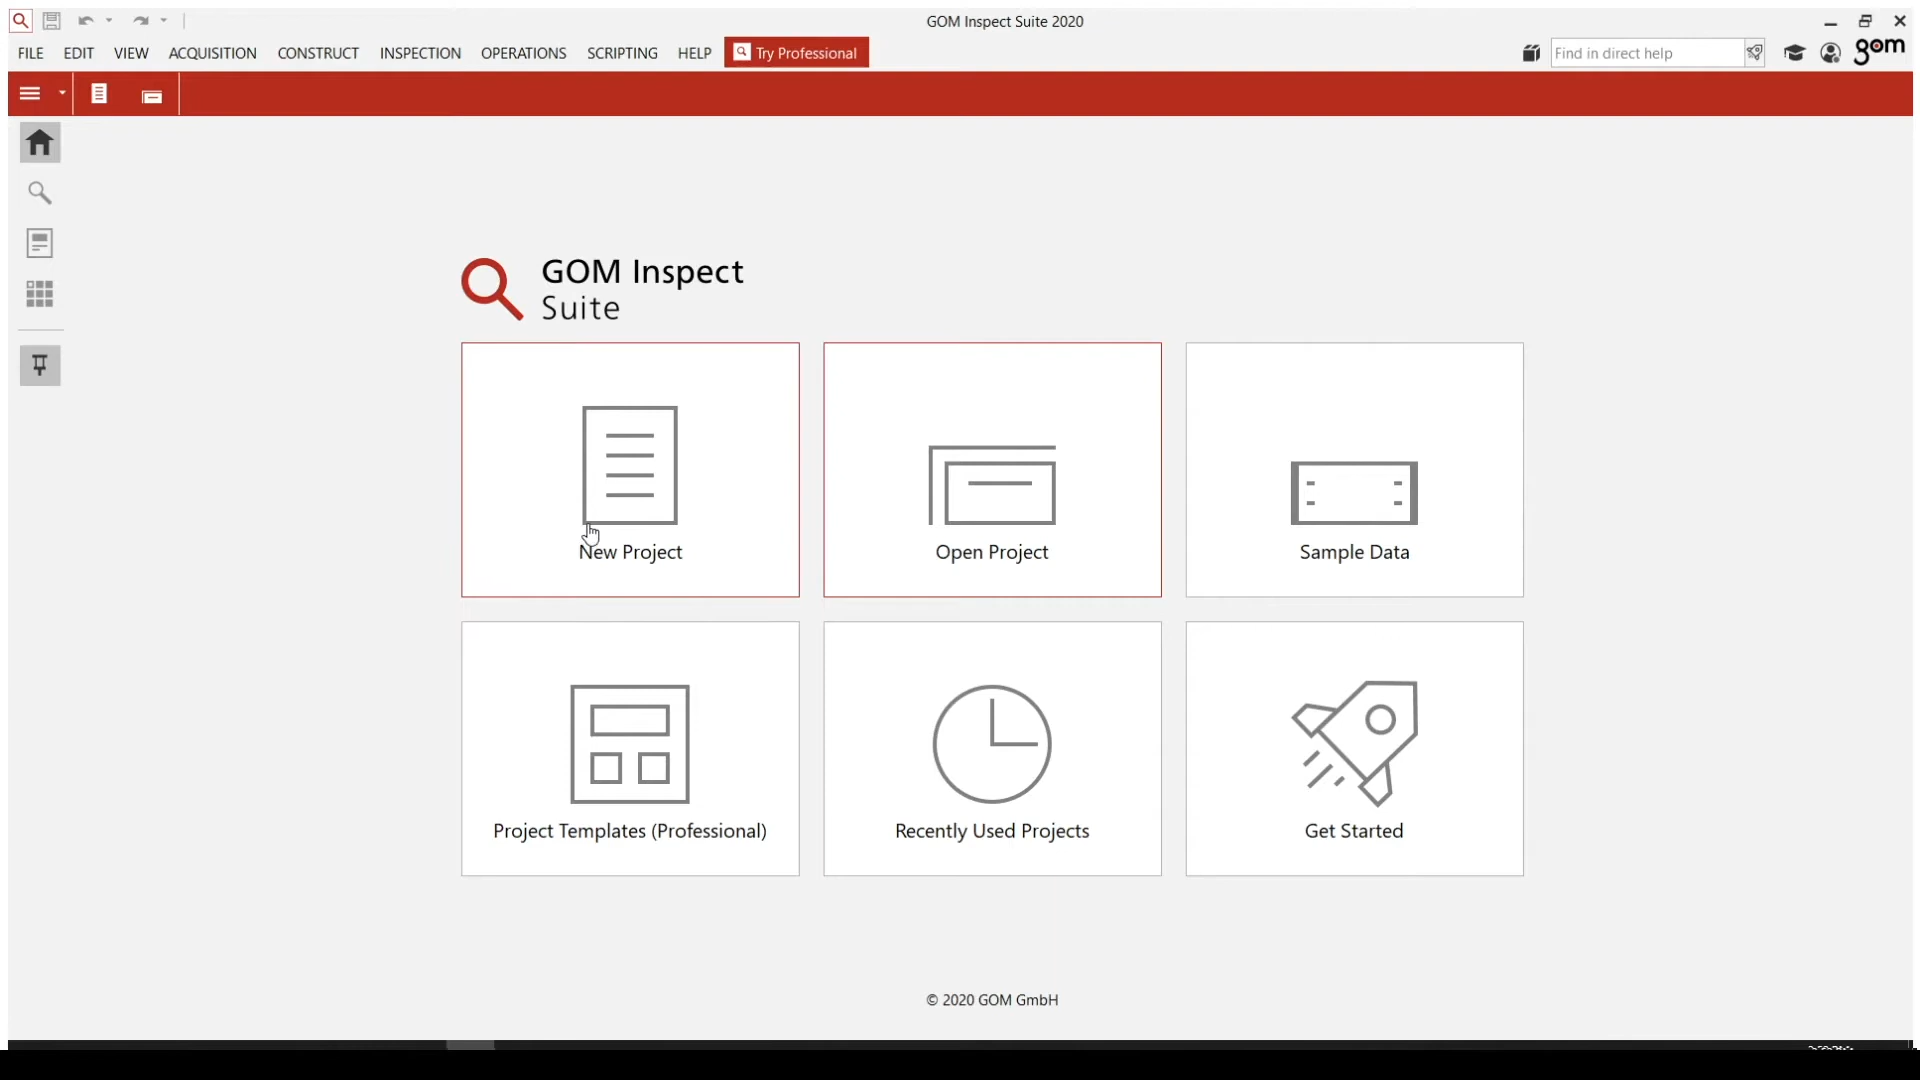 GOM Inspect Suite 2020
FILE EDIT VIEW ACQUISITION CONSTRUCT INSPECTION OPERATIONS SCRIPTING HELP Try Professional Find in direct help gom
GOM Inspect
Suite
New Project Open Project Sample Data
Project Templates (Professional) Recently Used Projects Get Started
© 2020 GOM GmbH